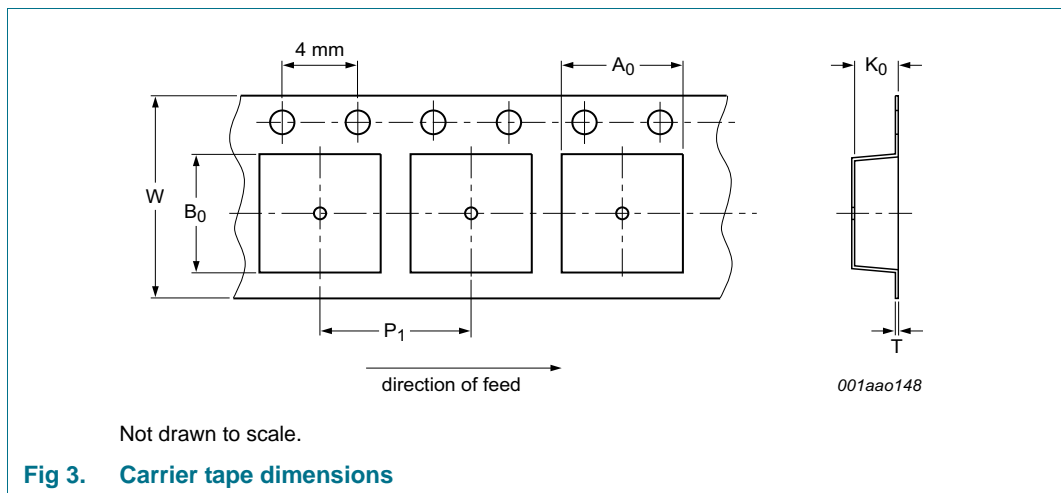 4 mm
A0
K0
W
B0
P1
T
direction of feed
001aao148
Not drawn to scale.
Fig 3. Carrier tape dimensions